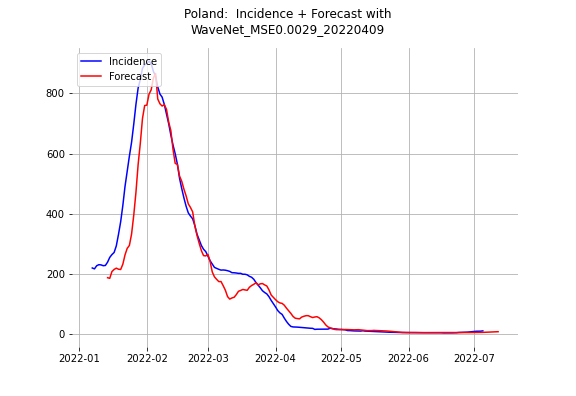 Poland:  Incidence + Forecast with
WaveNet_MSE0.0029_20220409
Incidence
Forecast
800
600
400
200
0
2022-01 2022-02 2022-03 2022-04 2022-05 2022-06 2022-07